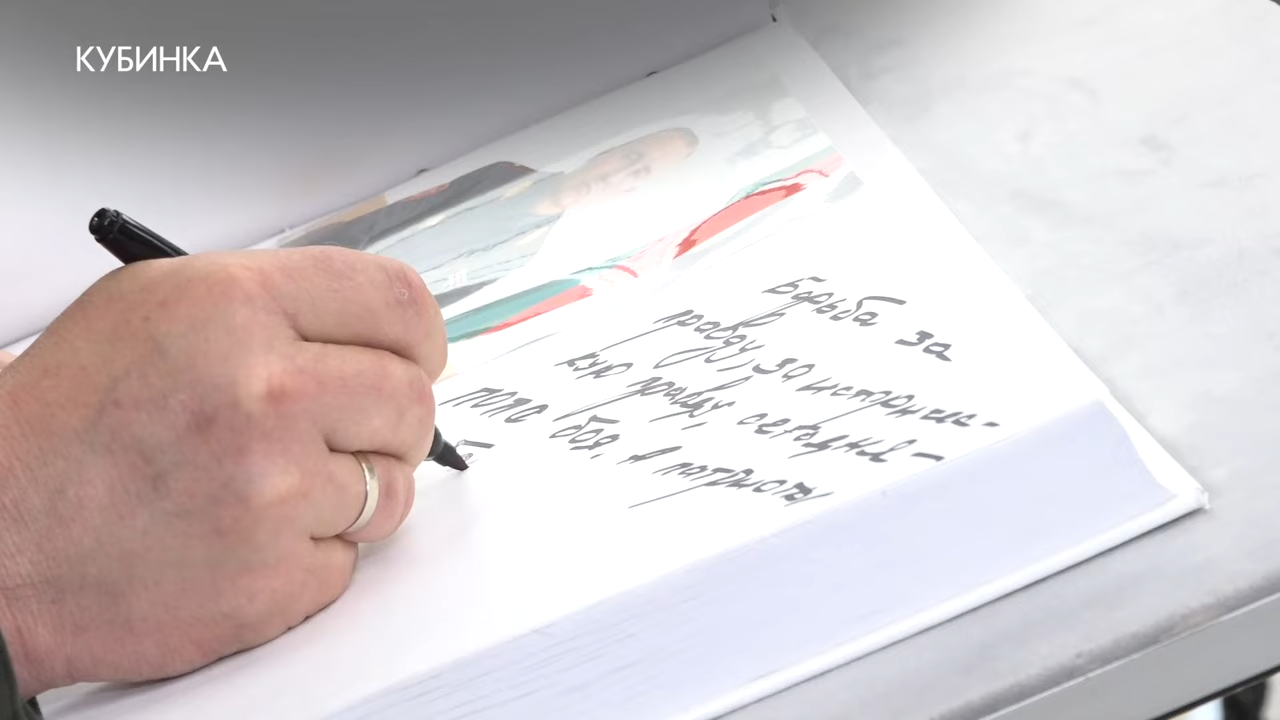 КУБИНКА
Борьба за
правду, за историчес-
кую правду, сегодня –
поле боя, а патриоты